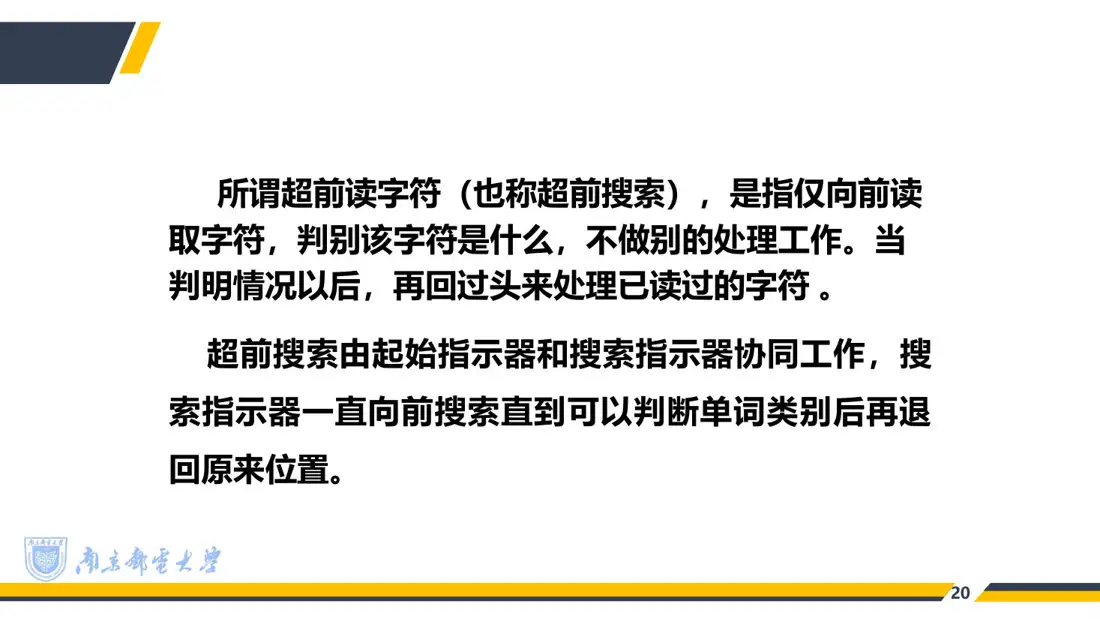 所谓超前读字符（也称超前搜索），是指仅向前读
取字符，判别该字符是什么，不做别的处理工作。当
判明情况以后，再回过头来处理已读过的字符 。
超前搜索由起始指示器和搜索指示器协同工作，搜
索指示器一直向前搜索直到可以判断单词类别后再退
回原来位置。
南京邮电大学
20